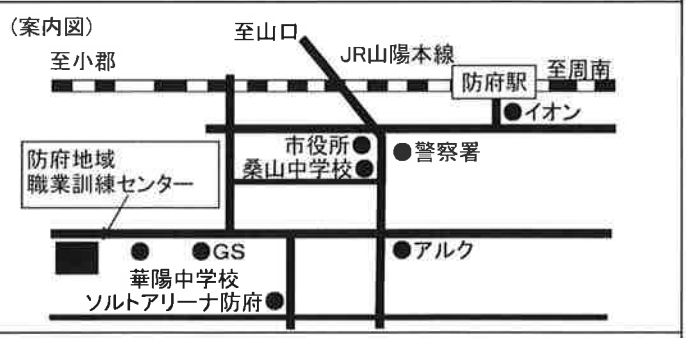 (案内図)
至山口
JR山陽本線
至小郡
至周南
防府駅
イオン
市役所
警察署
桑山中学校
防府地域
職業訓練センター
GS
アルク
華陽中学校
ソルトアリーナ防府